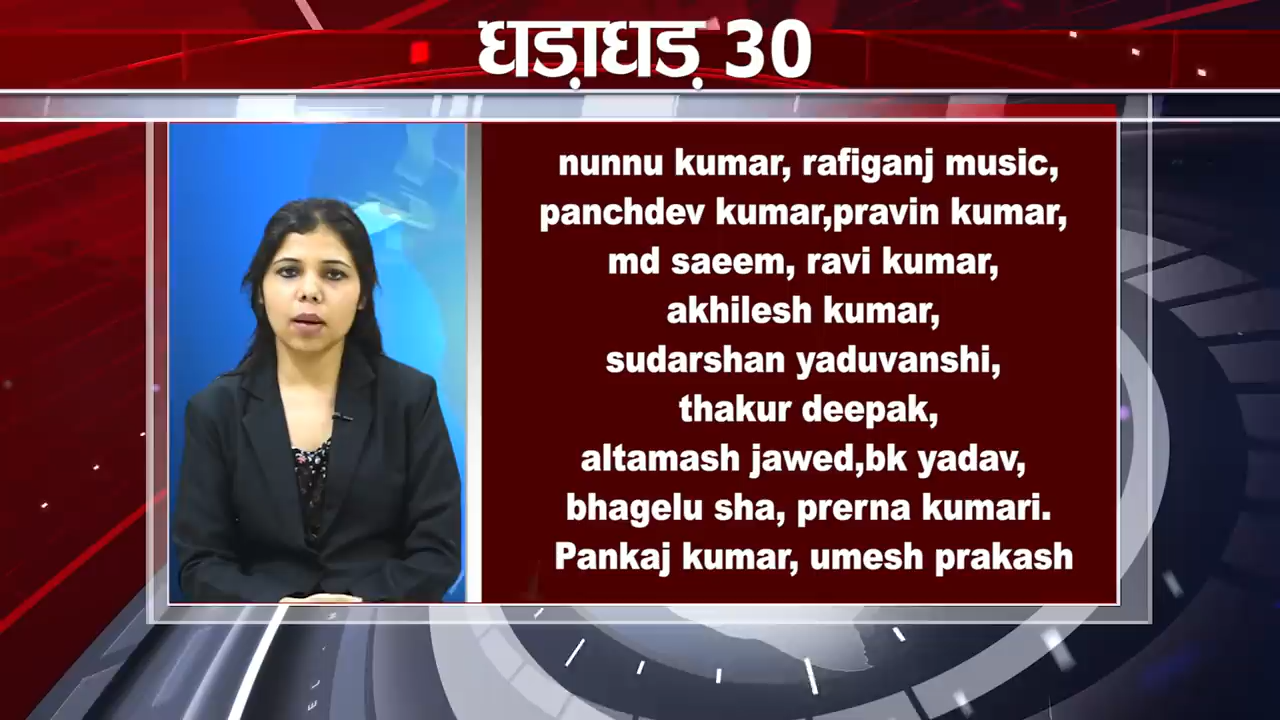 धड़ाधड़ 30
nunnu kumar, rafiganj music,
panchdev kumar,pravin kumar,
md saeem, ravi kumar,
akhilesh kumar,
sudarshan yaduvanshi,
thakur deepak,
altamash jawed,bk yadav,
bhagelu sha, prerna kumari.
Pankaj kumar, umesh prakash